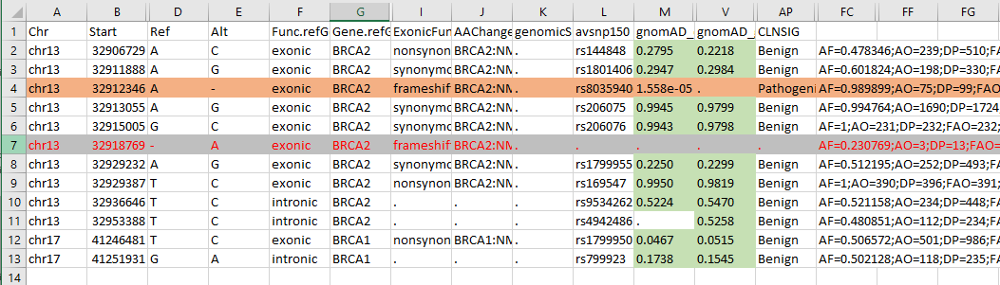 A B D E F G I J K L M V AP FC FF FG
1 Chr Start Ref Alt Func.refG Gene.refG ExonicFun AAChange genomicS avsnp150 gnomAD_ gnomAD_ CLNSIG
2 chr13 32906729 A C exonic BRCA2 nonsynon BRCA2:NM . rs144848 0.2795 0.2218 Benign AF=0.478346;AO=239;DP=510;FAO
3 chr13 32911888 A G exonic BRCA2 synonymo BRCA2:NM . rs1801406 0.2947 0.2984 Benign AF=0.601824;AO=198;DP=330;FAO
4 chr13 32912346 A - exonic BRCA2 frameshif BRCA2:NM . rs8035940 1.558e-05 . Pathogeni AF=0.989899;AO=75;DP=99;FAO
5 chr13 32913055 A G exonic BRCA2 synonymo BRCA2:NM . rs206075 0.9945 0.9799 Benign AF=0.994764;AO=1690;DP=1724
6 chr13 32915005 G C exonic BRCA2 synonymo BRCA2:NM . rs206076 0.9943 0.9798 Benign AF=1;AO=231;DP=232;FAO=232;
7 chr13 32918769 - A exonic BRCA2 frameshif BRCA2:NM . . . . . AF=0.230769;AO=3;DP=13;FAO=
8 chr13 32929232 A G exonic BRCA2 synonymo BRCA2:NM . rs1799955 0.2250 0.2299 Benign AF=0.512195;AO=252;DP=493;FA
9 chr13 32929387 T C exonic BRCA2 nonsynon BRCA2:NM . rs169547 0.9950 0.9819 Benign AF=1;AO=390;DP=396;FAO=391;
10 chr13 32936646 T C intronic BRCA2 . . . rs9534262 0.5224 0.5470 Benign AF=0.521158;AO=234;DP=448;FA
11 chr13 32953388 T C intronic BRCA2 . . . rs4942486 . 0.5258 Benign AF=0.480851;AO=112;DP=234;FA
12 chr17 41246481 T C exonic BRCA1 nonsynon BRCA1:NM . rs1799950 0.0467 0.0515 Benign AF=0.506572;AO=501;DP=986;FA
13 chr17 41251931 G A intronic BRCA1 . . . rs799923 0.1738 0.1545 Benign AF=0.502128;AO=118;DP=235;FA
14